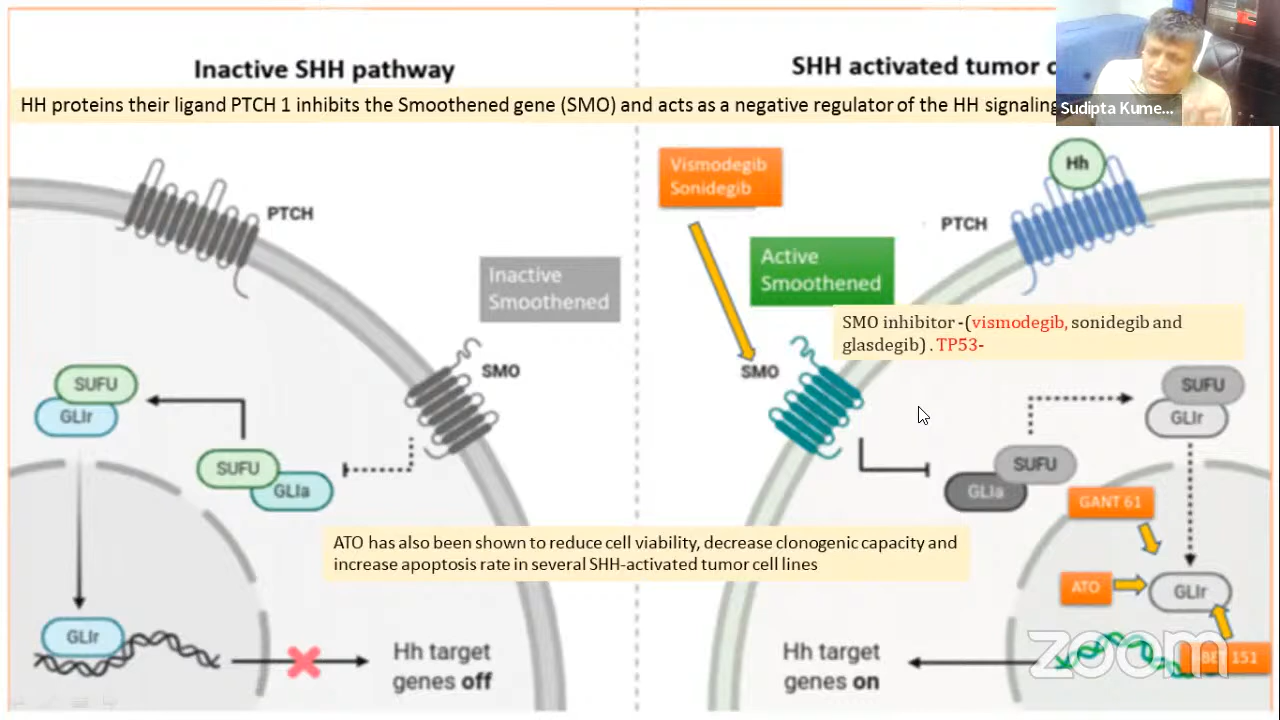 Inactive SHH pathway
SHH activated tumor c
HH proteins their ligand PTCH 1 inhibits the Smoothened gene (SMO) and acts as a negative regulator of the HH signaling
Sudipta Kume...
Vismodegib
Sonidegib
Hh
PTCH
PTCH
Active
Smoothened
Inactive
Smoothened
SMO inhibitor -(vismodegib, sonidegib and
glasdegib) . TP53-
SMO
SMO
SUFU
GLIr
SUFU
GLIr
SUFU
GLIa
SUFU
GLIa
GANT 61
ATO has also been shown to reduce cell viability, decrease clonogenic capacity and
increase apoptosis rate in several SHH-activated tumor cell lines
ATO
GLIr
GLIr
Hh target
genes off
Hh target
genes on
zoom
151